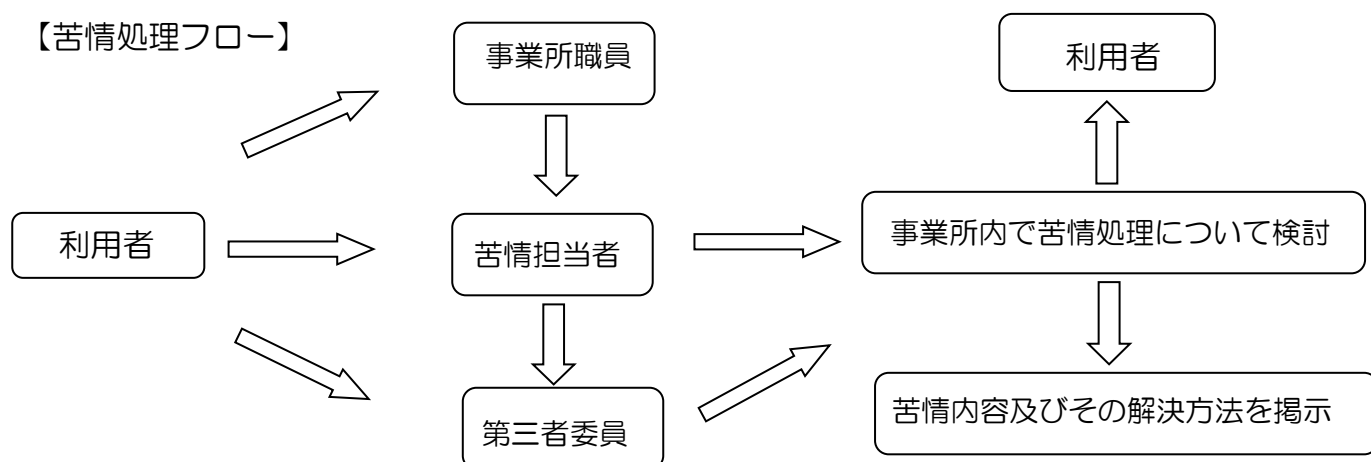 【苦情処理フロー】
事業所職員
利用者
利用者
苦情担当者
事業所内で苦情処理について検討
第三者委員
苦情内容及びその解決方法を掲示